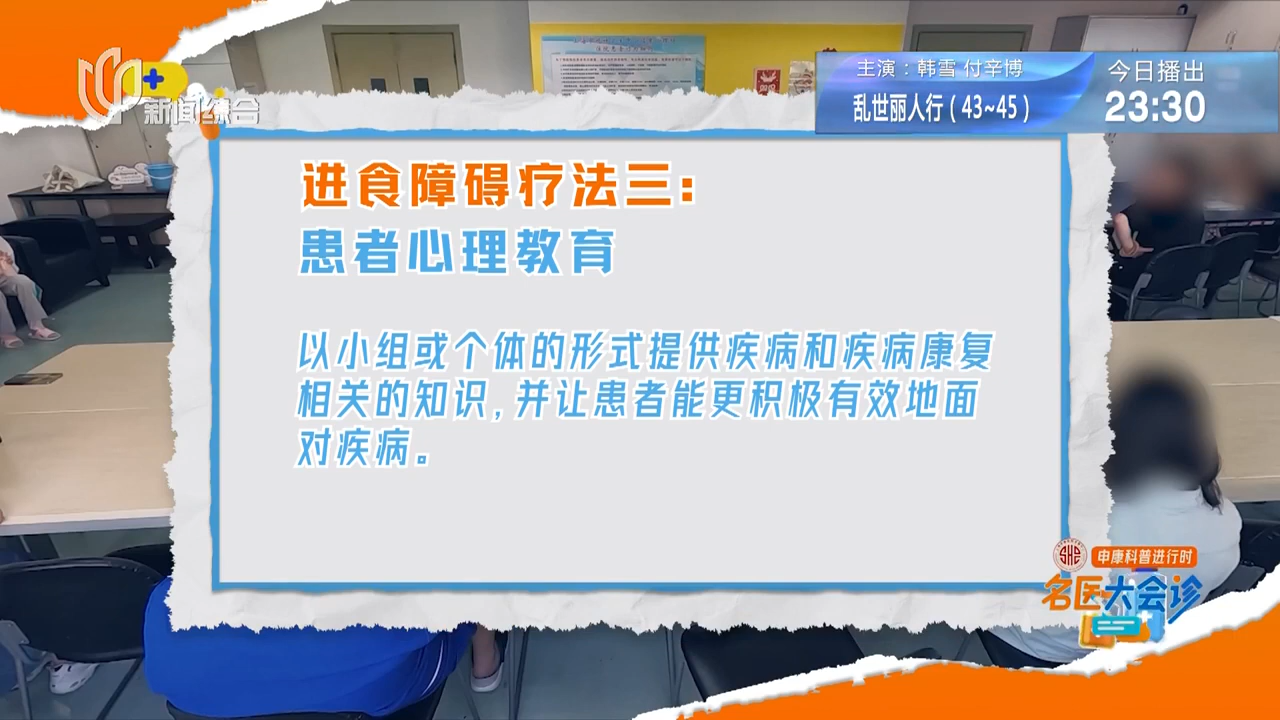 新闻综合
主演：韩雪 付辛博
乱世丽人行（43~45）
今日播出
23:30
进食障碍疗法三：
患者心理教育
以小组或个体的形式提供疾病和疾病康复
相关的知识，并让患者能更积极有效地面
对疾病。
申康科普进行时
名医大会诊